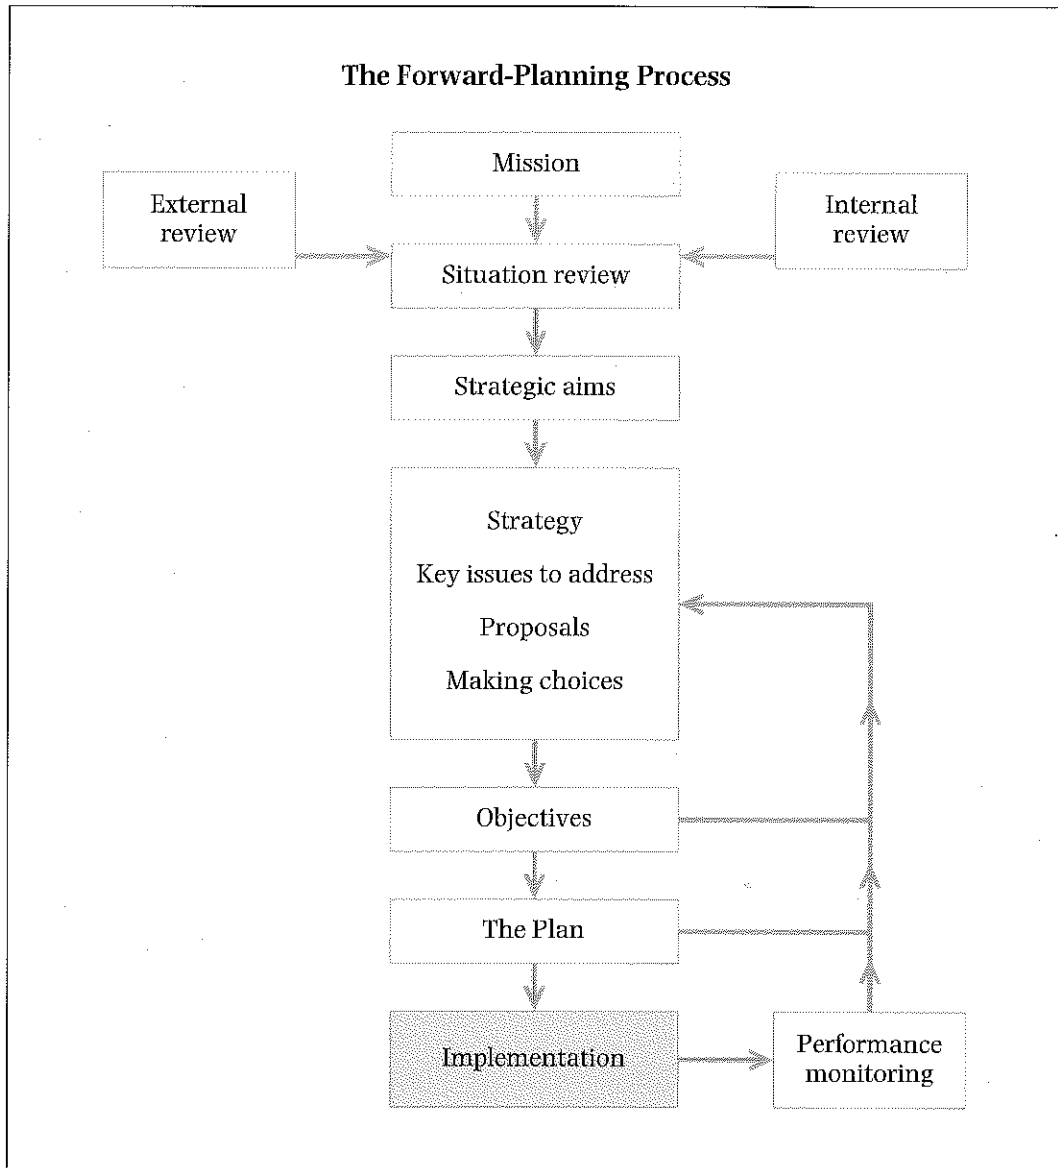 The Forward-Planning Process
Mission
External
review
Internal
review
Situation review
Strategic aims
Strategy
Key issues to address
Proposals
Making choices
Objectives
The Plan
Implementation
Performance
monitoring